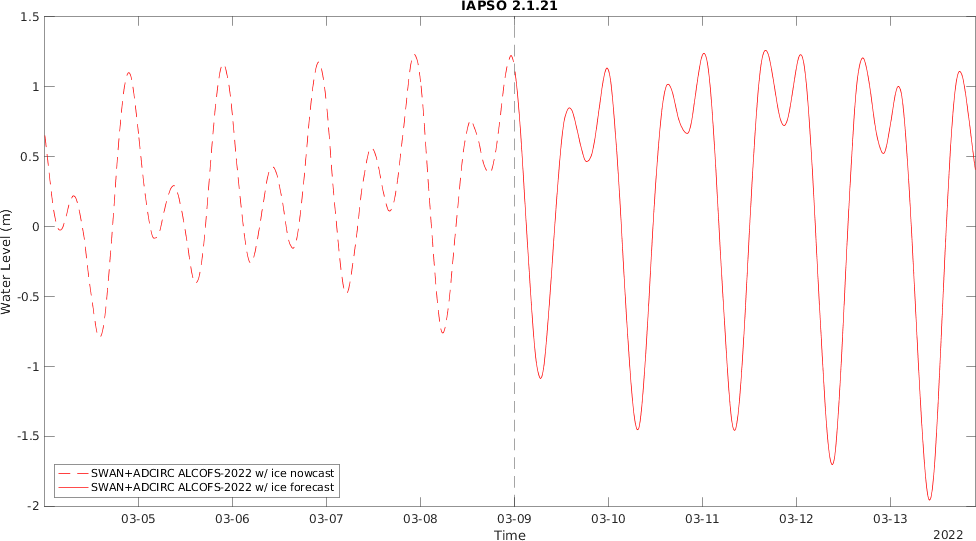 IAPSO 2.1.21
1.5
1
0.5
0
-0.5
-1
-1.5
-2
Water Level (m)
SWAN+ADCIRC ALCOFS-2022 w/ ice nowcast
SWAN+ADCIRC ALCOFS-2022 w/ ice forecast
03-05 03-06 03-07 03-08 03-09 03-10 03-11 03-12 03-13
Time
2022